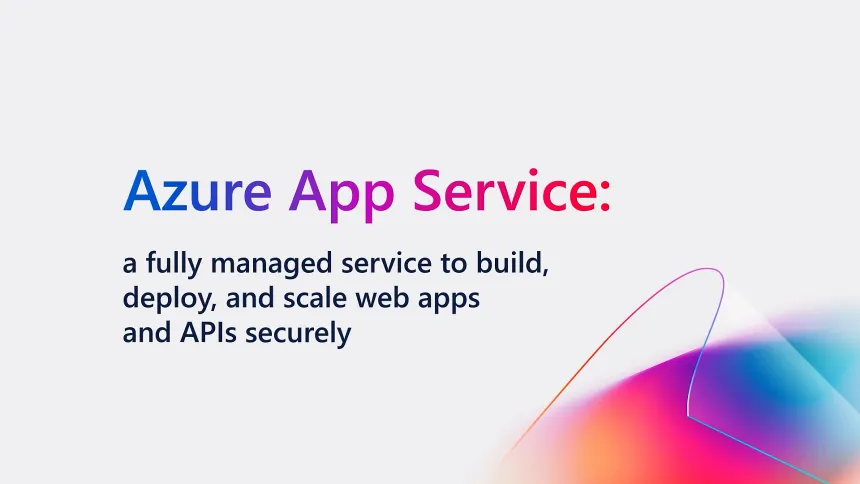 Azure App Service:
a fully managed service to build,
deploy, and scale web apps
and APIs securely